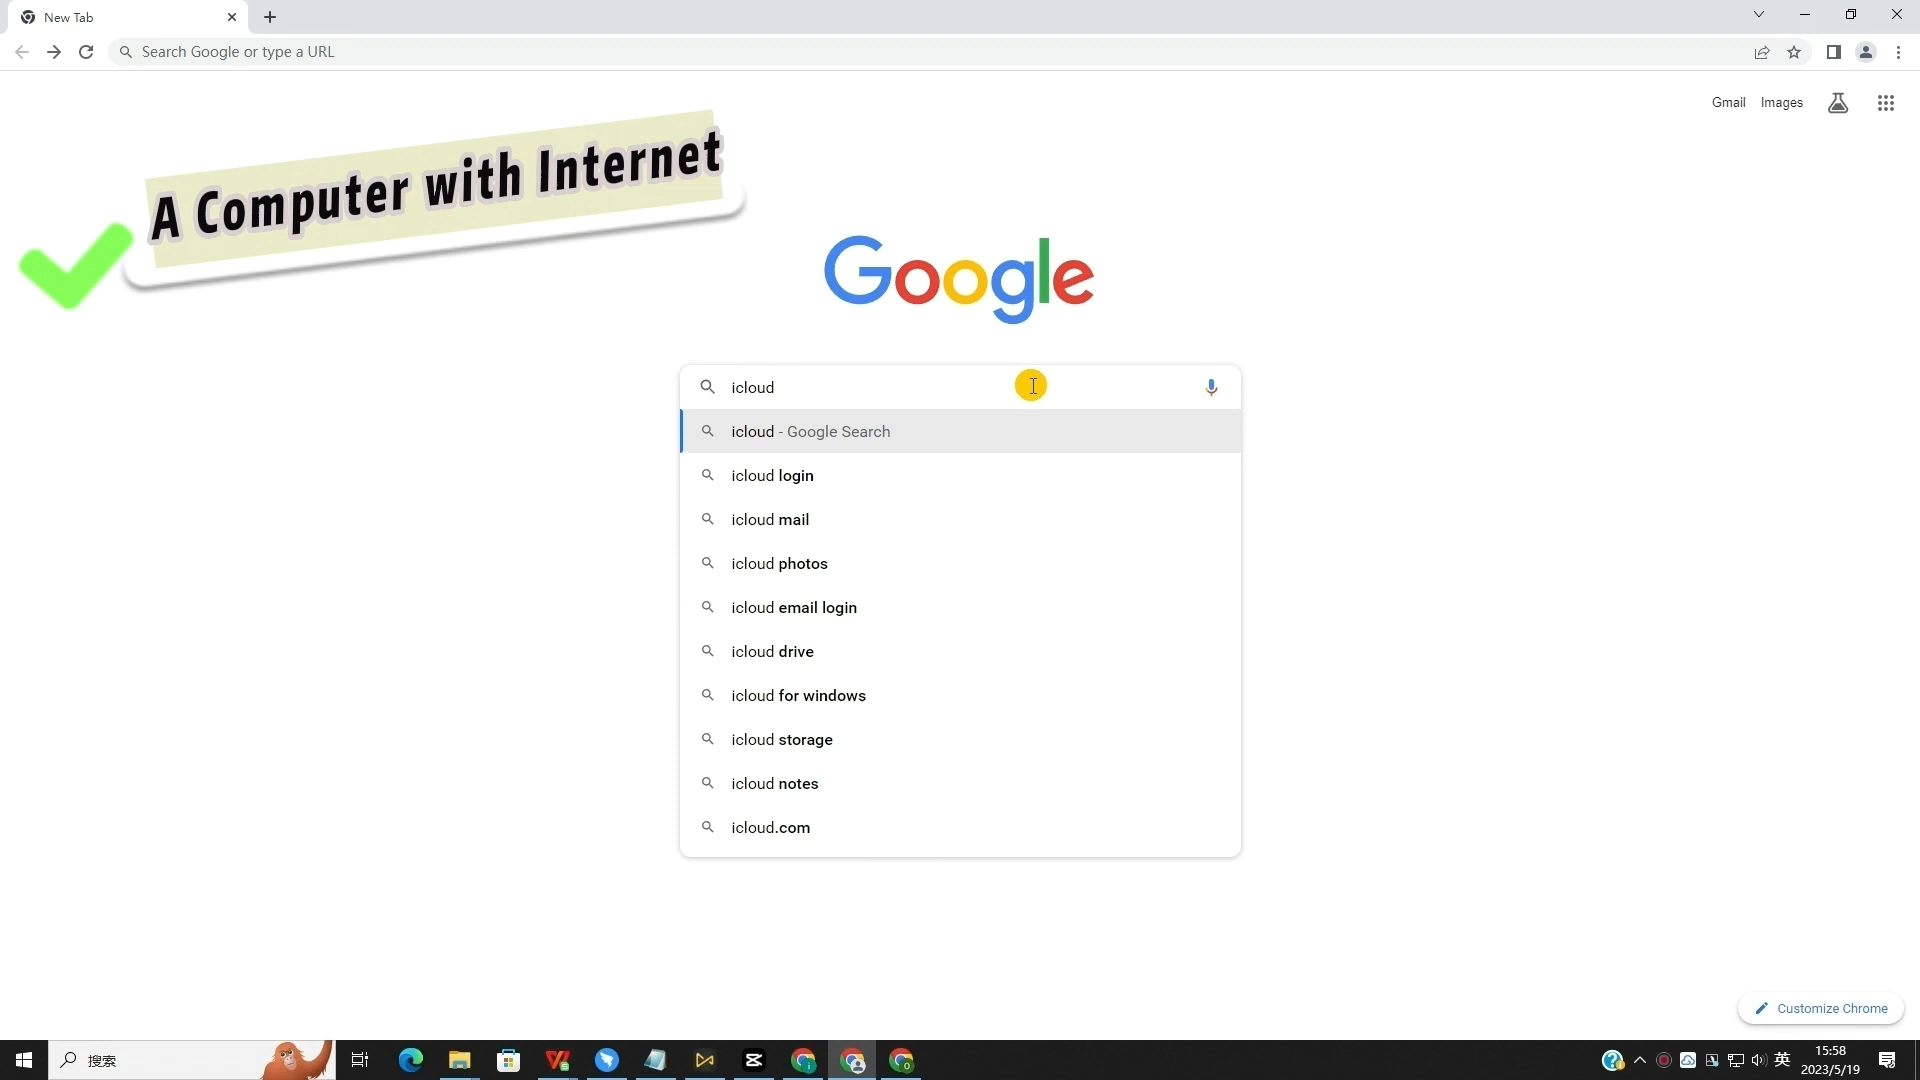 New Tab
Search Google or type a URL
Gmail Images
A Computer with Internet
Google
icloud
icloud - Google Search
icloud login
icloud mail
icloud photos
icloud email login
icloud drive
icloud for windows
icloud storage
icloud notes
icloud.com
Customize Chrome
搜索
英
15:58
2023/5/19